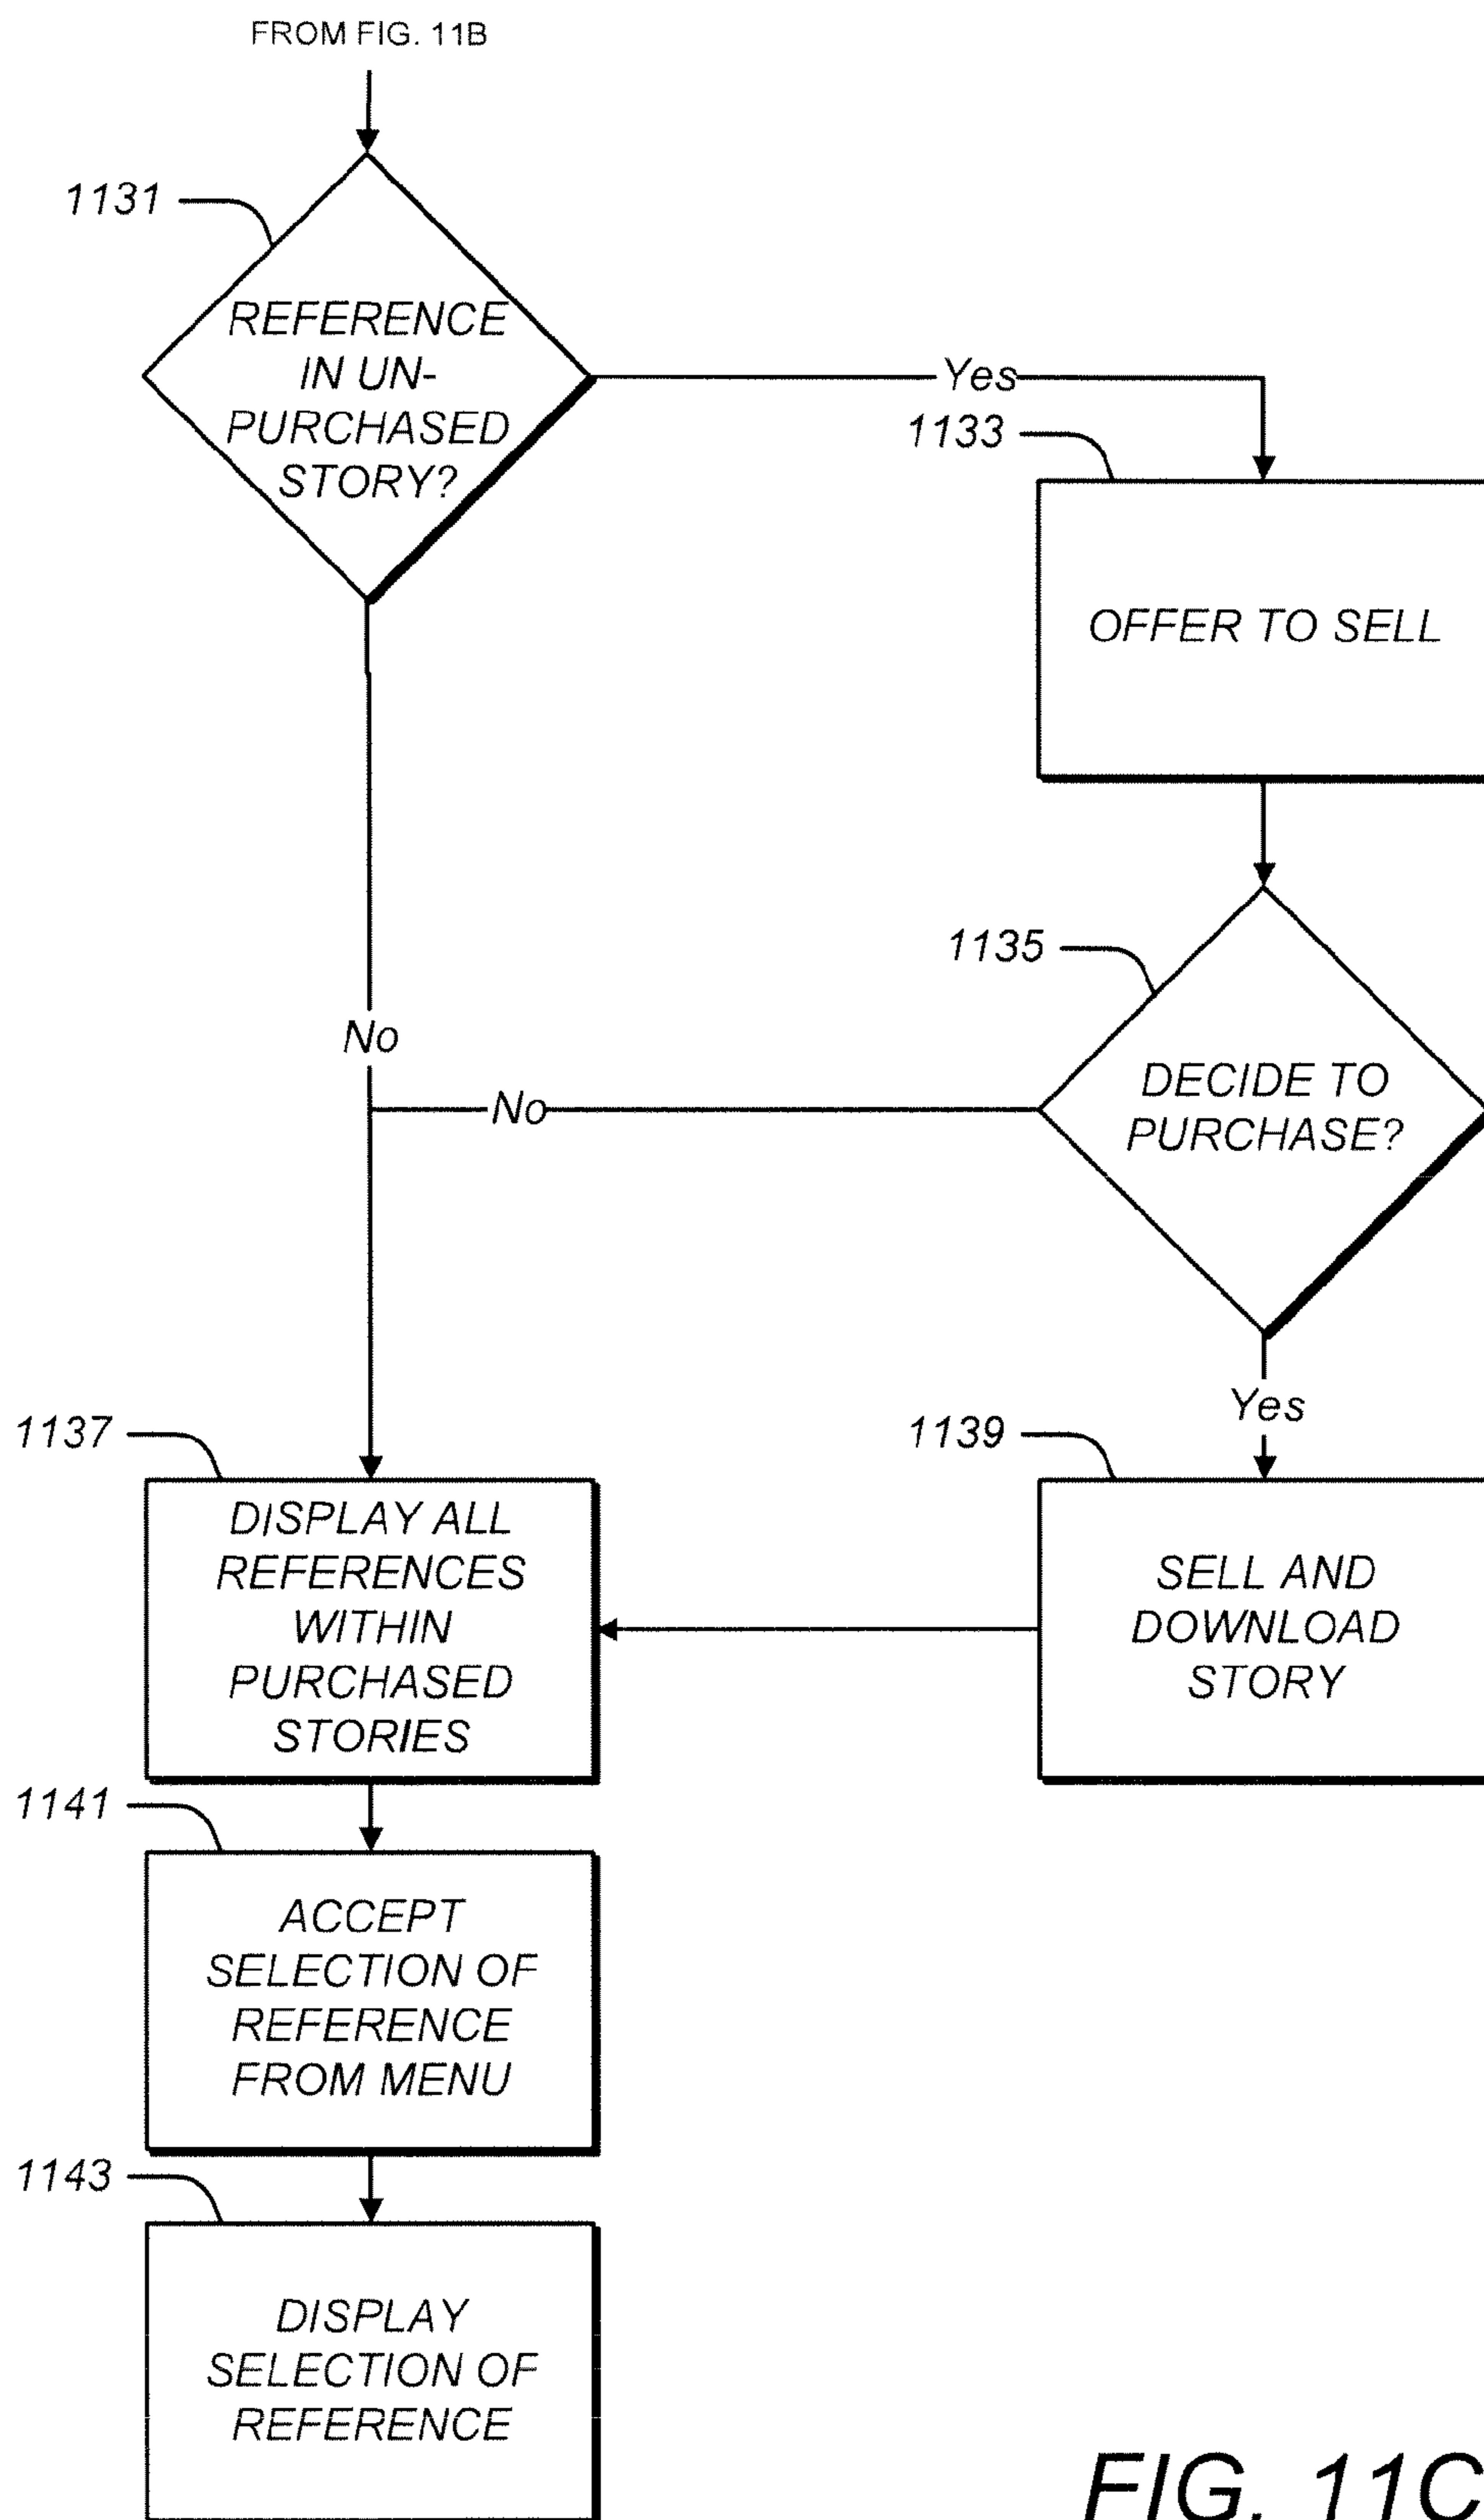 FROM FIG. 11B
1131
REFERENCE
IN UN-
PURCHASED
STORY?
Yes
1133
OFFER TO SELL
1135
DECIDE TO
PURCHASE?
No
No
Yes
1137
DISPLAY ALL
REFERENCES
WITHIN
PURCHASED
STORIES
1139
SELL AND
DOWNLOAD
STORY
1141
ACCEPT
SELECTION OF
REFERENCE
FROM MENU
1143
DISPLAY
SELECTION OF
REFERENCE
FIG. 11C